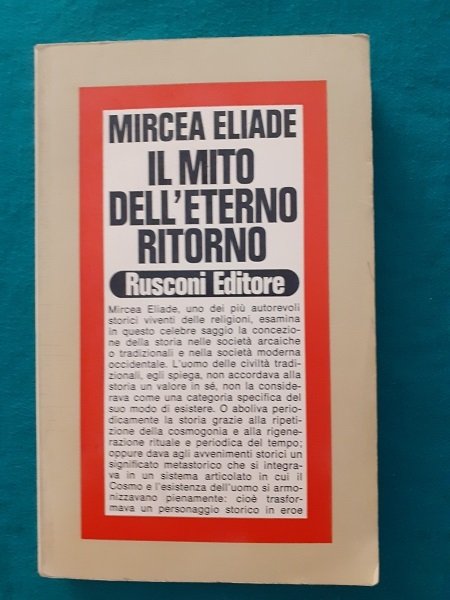 MIRCEA ELIADE
IL MITO
DELL'ETERNO
RITORNO
Rusconi Editore
Mircea Eliade, uno dei più autorevoli
storici viventi delle religioni, esamina
in questo celebre saggio la concezio-
ne della storia nelle società arcaiche
o tradizionali e nella società moderna
occidentale. L'uomo delle civiltà tradi-
zionali, egli spiega, non accordava alla
storia un valore in sé, non la conside-
rava come una categoria specifica del
suo modo di esistere. O aboliva perio-
dicamente la storia grazie alla ripeti-
zione della cosmogonia e alla rigene-
razione rituale e periodica del tempo;
oppure dava agli avvenimenti storici un
significato metastorico che si integra-
va in un sistema articolato in cui il
Cosmo e l'esistenza dell'uomo si armo-
nizzavano pienamente: cioè trasfor-
mava un personaggio storico in eroe